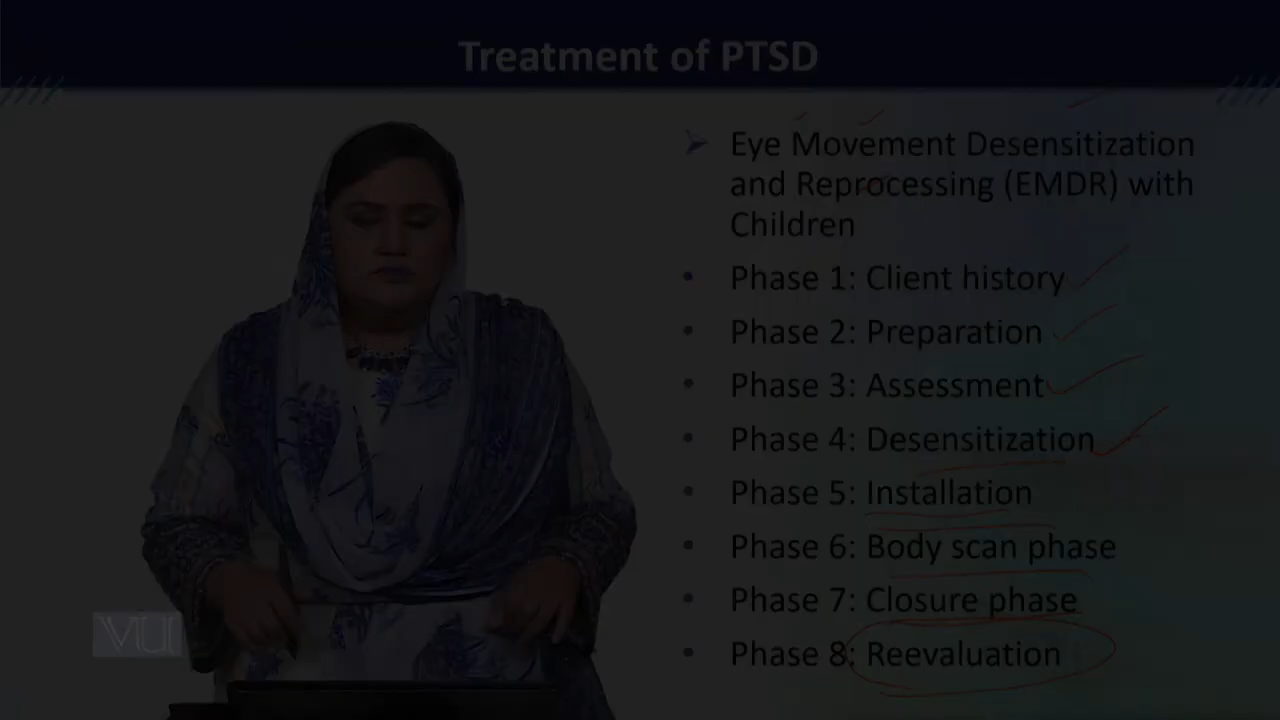 Treatment of PTSD
Eye Movement Desensitization
and Reprocessing (EMDR) with
Children
Phase 1: Client history
Phase 2: Preparation
Phase 3: Assessment
Phase 4: Desensitization
Phase 5: Installation
Phase 6: Body scan phase
Phase 7: Closure phase
Phase 8: Reevaluation
VU